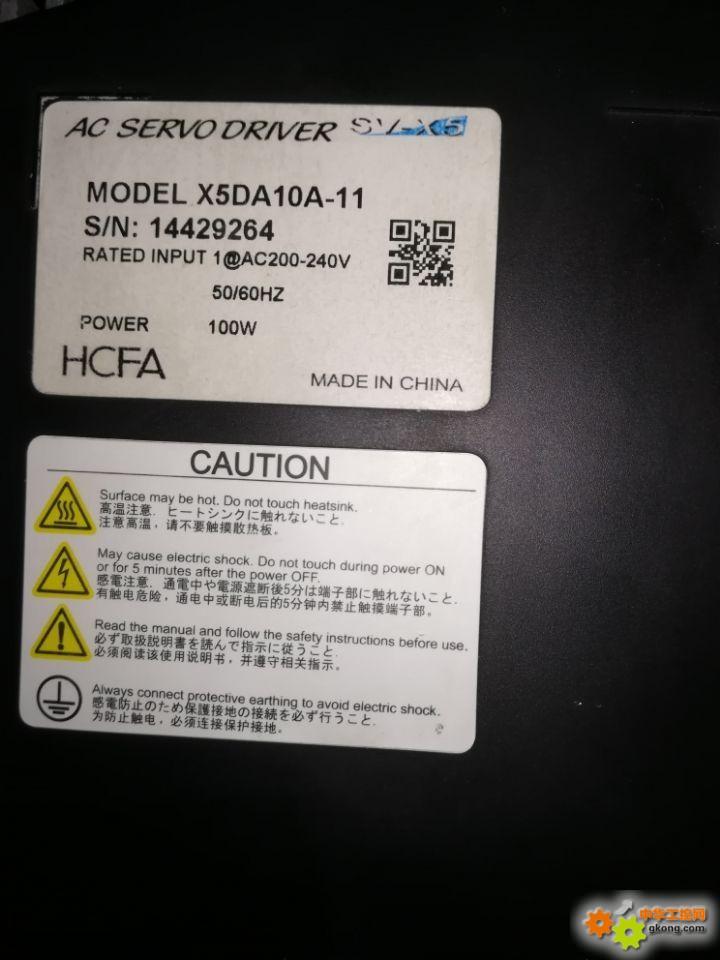 AC SERVO DRIVER SV-X5
MODEL X5DA10A-11
S/N: 14429264
RATED INPUT 1@AC200-240V
50/60HZ
POWER 100W
HCFA
MADE IN CHINA
CAUTION
Surface may be hot. Do not touch heatsink.
高温注意. ヒートシンクに触れないこと.
注意高温，请不要触摸散热板。
May cause electric shock. Do not touch during power ON
or for 5 minutes after the power OFF.
感電注意. 通電中や電源遮断後5分は端子部に触れないこと.
有触电危险，通电中或断电后的5分钟内禁止触摸端子部。
Read the manual and follow the safety instructions before use.
必ず取扱説明書を読んで指示に従うこと.
必须阅读该使用说明书，并遵守相关指示。
Always connect protective earthing to avoid electric shock.
感電防止のため保護接地の接続を必ず行うこと.
为防止触电，必须连接保护接地。
中华工控网
gkong.com